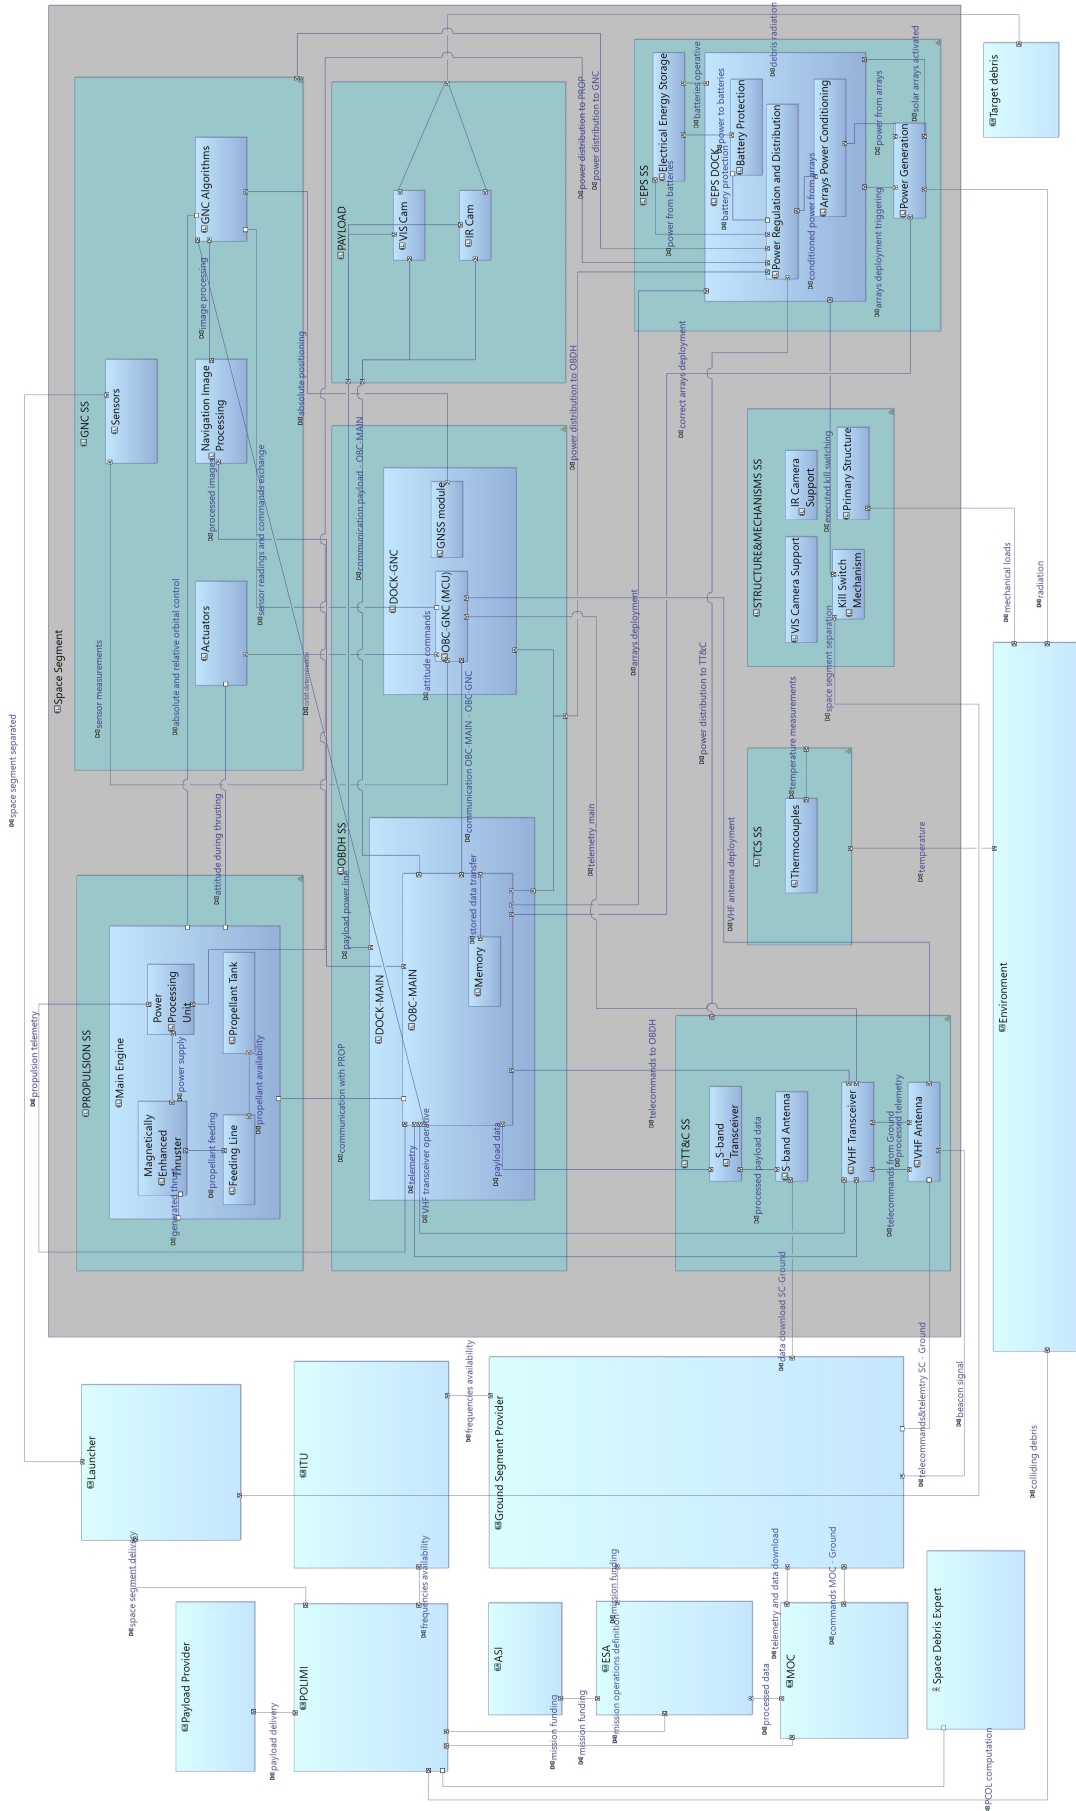 Space Segment
GNC SS
Sensors
Navigation Image
Processing
GNC Algorithms
Actuators
sensor measurements
absolute and relative orbital control
processed images
image processing
sensor readings and commands exchange
absolute positioning
orbit determination
space segment separated
PROPULSION SS
Main Engine
Power
Processing
Unit
Magnetically
Enhanced
Thruster
Propellant Tank
Feeding Line
power supply
propellant feeding
propellant availability
generated thrust
propulsion telemetry
attitude during thrusting
PAYLOAD
VIS Cam
IR Cam
OBDH SS
DOCK-MAIN
OBC-MAIN
Memory
DOCK-GNC
OBC-GNC (MCU)
GNSS module
stored data transfer
attitude commands
communication OBC MAIN - OBC-GNC
communication payload - OBC-MAIN
payload power line
communication with PROP
telemetry
VHF transceiver operative
payload data
telemetry main
telecommands to OBDH
power distribution to PROP
power distribution to GNC
power distribution to OBDH
power distribution to TT&C
EPS SS
Electrical Energy Storage
EPS DOCK
Battery Protection
Power Regulation and Distribution
Arrays Power Conditioning
Power Generation
batteries operative
power to batteries
battery protection
power from batteries
conditioned power from arrays
power from arrays
solar arrays activated
arrays deployment triggering
debris radiation
correct arrays deployment
arrays deployment
STRUCTURE&MECHANISMS SS
VIS Camera Support
IR Camera
Support
Kill Switch
Mechanism
Primary Structure
executed kill switching
space segment separation
mechanical loads
radiation
TCS SS
Thermocouples
temperature measurements
temperature
VHF antenna deployment
TT&C SS
S-band
Transceiver
S-band Antenna
VHF Transceiver
VHF Antenna
processed payload data
telecommands from Ground
processed telemetry
data download SC-Ground
telecommands&telemtry SC - Ground
beacon signal
Target debris
Environment
colliding debris
Launcher
ITU
Ground Segment Provider
frequencies availability
frequencies availability
space segment delivery
Payload Provider
POLIMI
payload delivery
ASI
ESA
MOC
mission funding
mission funding
mission funding
mission operations definition
processed data
telemetry and data download
commands MOC - Ground
Space Debris Expert
PCOL computation